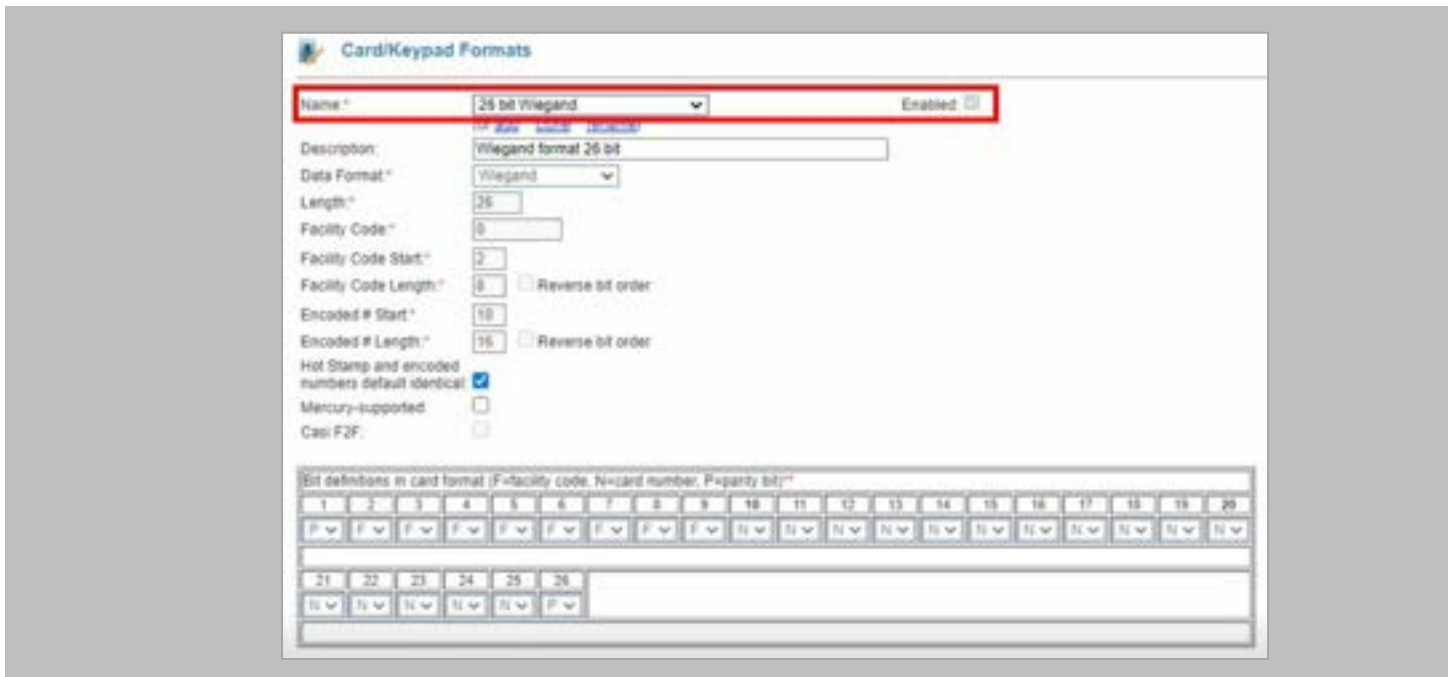 Card/Keypad Formats
Name:* 26 bit Wiegand Enabled:
(or add clone rename)
Description: Wiegand format 26 bit
Data Format:* Wiegand
Length:* 26
Facility Code:* 0
Facility Code Start:* 2
Facility Code Length:* 8 Reverse bit order
Encoded # Start:* 10
Encoded # Length:* 16 Reverse bit order
Hot Stamp and encoded
numbers default identical:
Mercury-supported:
Casi F2F:
Bit definitions in card format (F=facility code, N=card number, P=parity bit)**
1 2 3 4 5 6 7 8 9 10 11 12 13 14 15 16 17 18 19 20
P F F F F F F F F N N N N N N N N N N N
21 22 23 24 25 26
N N N N N P